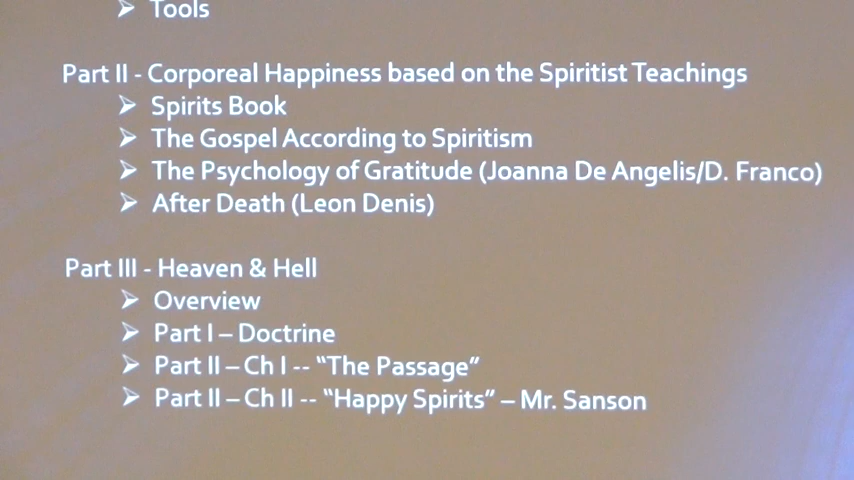 ➢ Tools
Part II - Corporeal Happiness based on the Spiritist Teachings
➢ Spirits Book
➢ The Gospel According to Spiritism
➢ The Psychology of Gratitude (Joanna De Angelis/D. Franco)
➢ After Death (Leon Denis)
Part III - Heaven & Hell
➢ Overview
➢ Part I – Doctrine
➢ Part II – Ch I -- “The Passage”
➢ Part II – Ch II -- “Happy Spirits” – Mr. Sanson